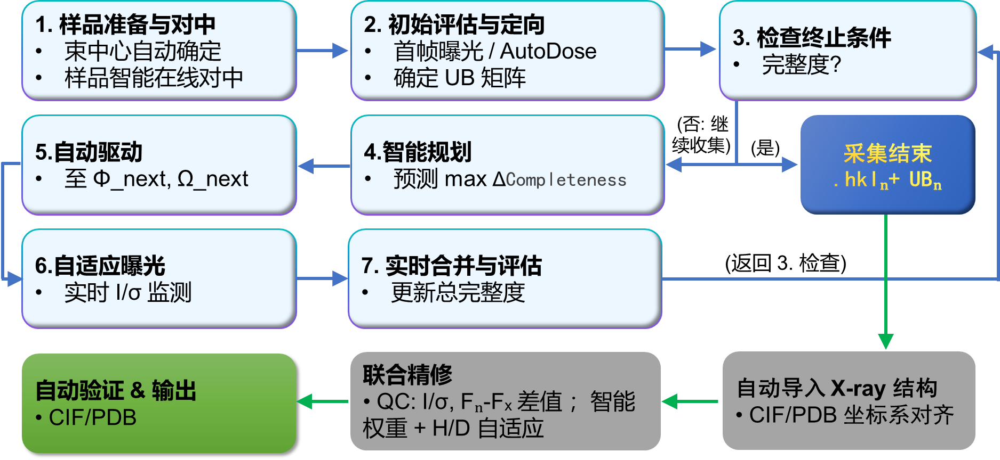 1. 样品准备与对中
• 束中心自动确定
• 样品智能在线对中
2. 初始评估与定向
• 首帧曝光 / AutoDose
• 确定 UB 矩阵
3. 检查终止条件
• 完整度?
(否: 继
续收集)
(是)
采集结束
.hklₙ+ UBₙ
4.智能规划
• 预测 max ΔCompleteness
5.自动驱动
• 至 Φ_next, Ω_next
6.自适应曝光
• 实时 I/σ 监测
7. 实时合并与评估
• 更新总完整度
(返回 3. 检查)
自动导入 X-ray 结构
• CIF/PDB 坐标系对齐
联合精修
• QC: I/σ, Fₙ-Fₓ 差值； 智能
权重 + H/D 自适应
自动验证 & 输出
• CIF/PDB